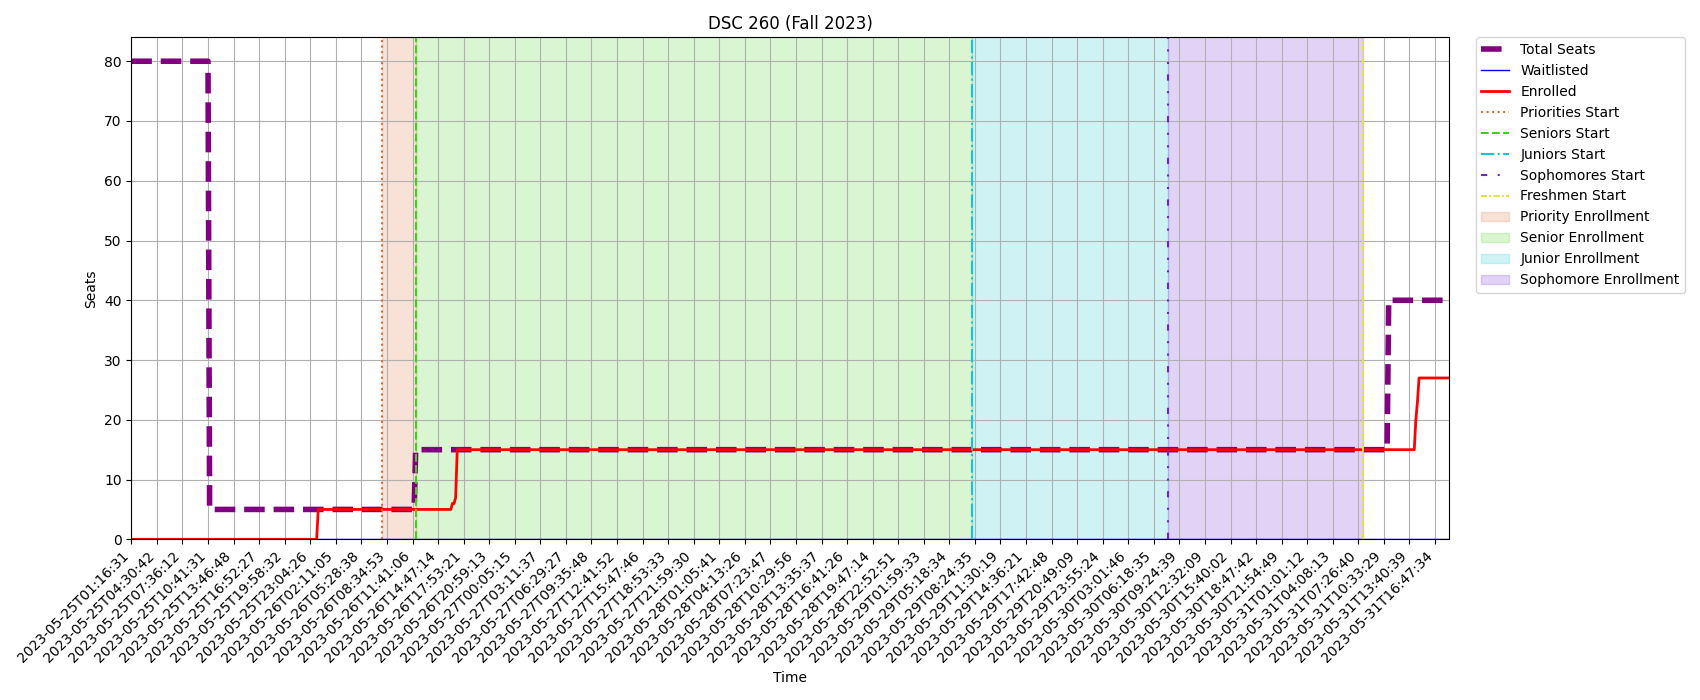 DSC 260 (Fall 2023)
80
70
60
50
40
30
20
10
0
Seats
2023-05-25T01:16:31
2023-05-25T04:30:42
2023-05-25T07:36:12
2023-05-25T10:41:31
2023-05-25T13:46:48
2023-05-25T16:52:27
2023-05-25T19:58:32
2023-05-25T23:04:26
2023-05-26T02:11:05
2023-05-26T05:28:38
2023-05-26T08:34:53
2023-05-26T11:41:06
2023-05-26T14:47:14
2023-05-26T17:53:21
2023-05-26T20:59:13
2023-05-27T00:05:15
2023-05-27T03:11:37
2023-05-27T06:29:27
2023-05-27T09:35:48
2023-05-27T12:41:52
2023-05-27T15:47:46
2023-05-27T18:53:33
2023-05-27T21:59:30
2023-05-28T01:05:41
2023-05-28T04:13:26
2023-05-28T07:23:47
2023-05-28T10:29:56
2023-05-28T13:35:37
2023-05-28T16:41:26
2023-05-28T19:47:14
2023-05-28T22:52:51
2023-05-29T01:59:33
2023-05-29T05:18:34
2023-05-29T08:24:35
2023-05-29T11:30:19
2023-05-29T14:36:21
2023-05-29T17:42:48
2023-05-29T20:49:09
2023-05-29T23:55:24
2023-05-30T03:01:46
2023-05-30T06:18:35
2023-05-30T09:24:39
2023-05-30T12:32:09
2023-05-30T15:40:02
2023-05-30T18:47:42
2023-05-30T21:54:49
2023-05-31T01:01:12
2023-05-31T04:08:13
2023-05-31T07:26:40
2023-05-31T10:33:29
2023-05-31T13:40:39
2023-05-31T16:47:34
Time
Total Seats
Waitlisted
Enrolled
Priorities Start
Seniors Start
Juniors Start
Sophomores Start
Freshmen Start
Priority Enrollment
Senior Enrollment
Junior Enrollment
Sophomore Enrollment